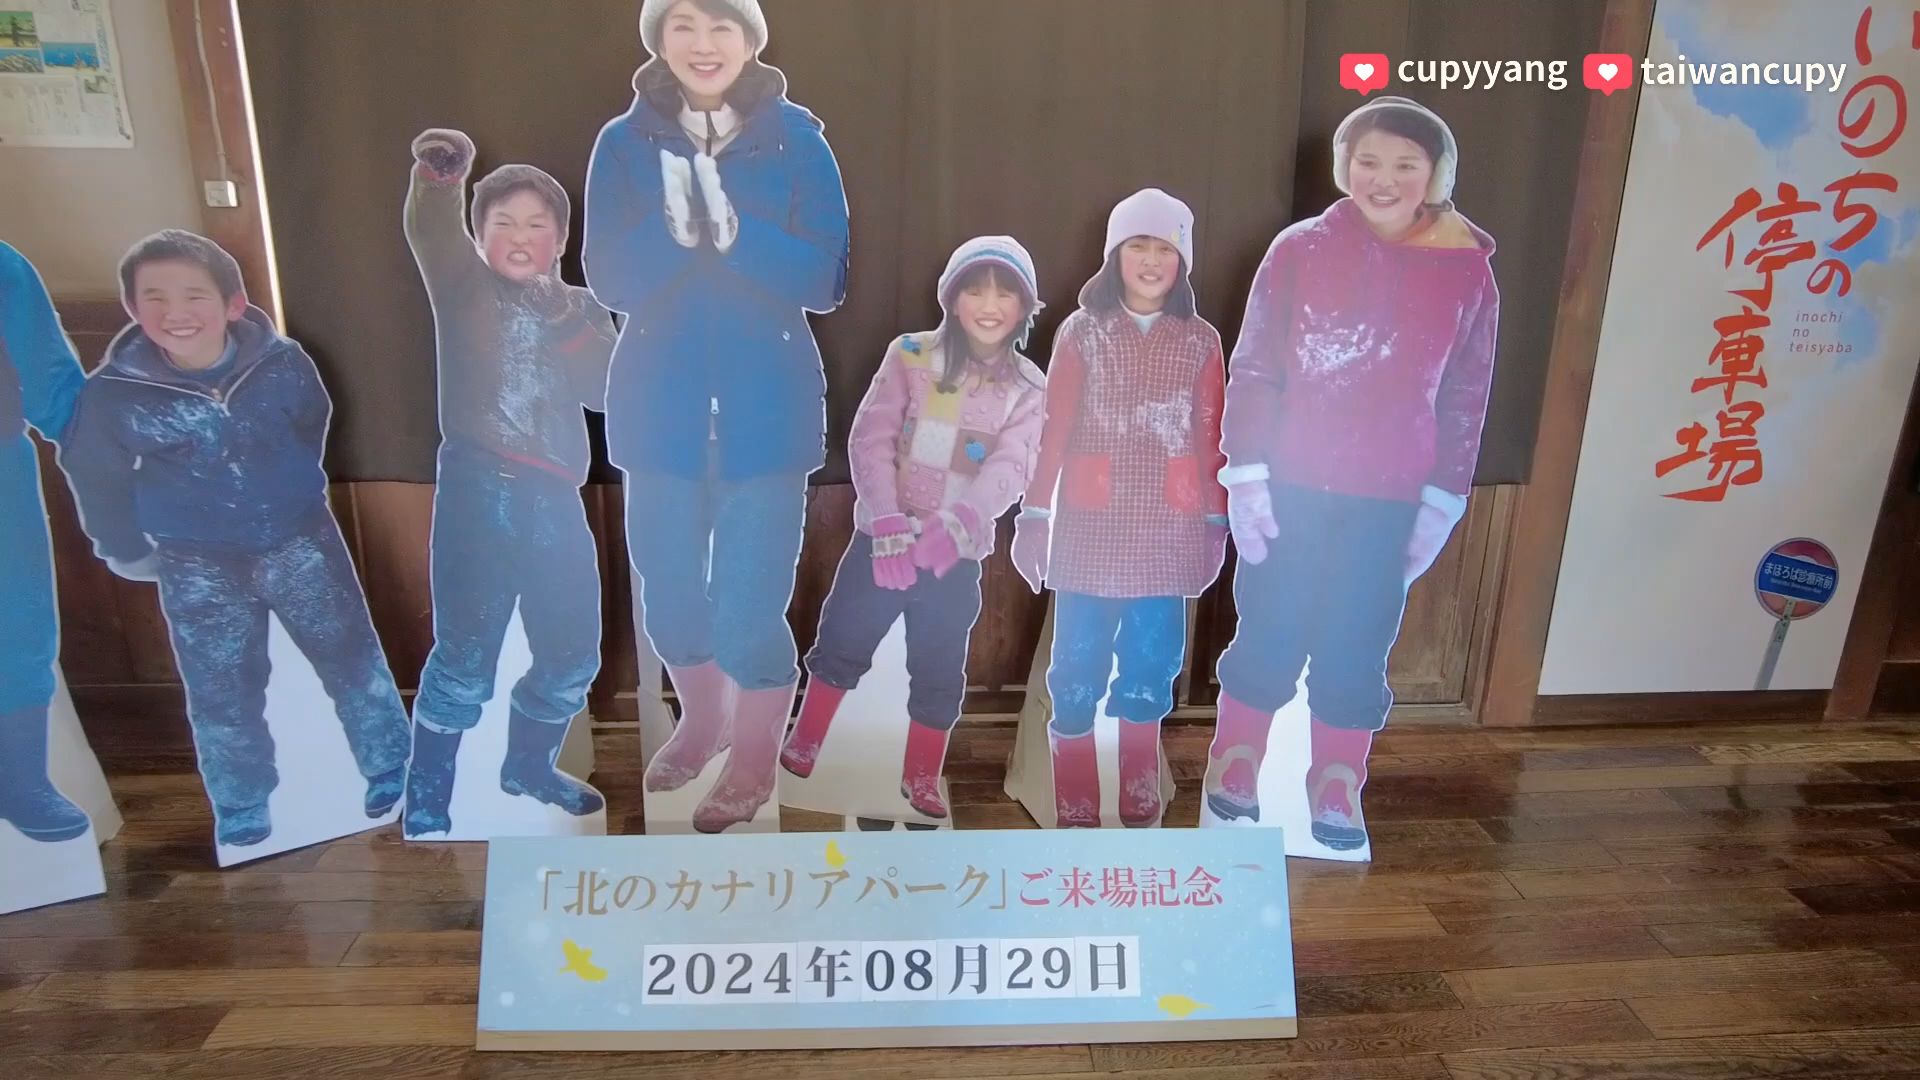 cupyyang taiwancupy
いのちの
停車場
inochi
no
teisyaba
まほろば診療所前
「北のカナリアパーク」ご来場記念
2024年08月29日